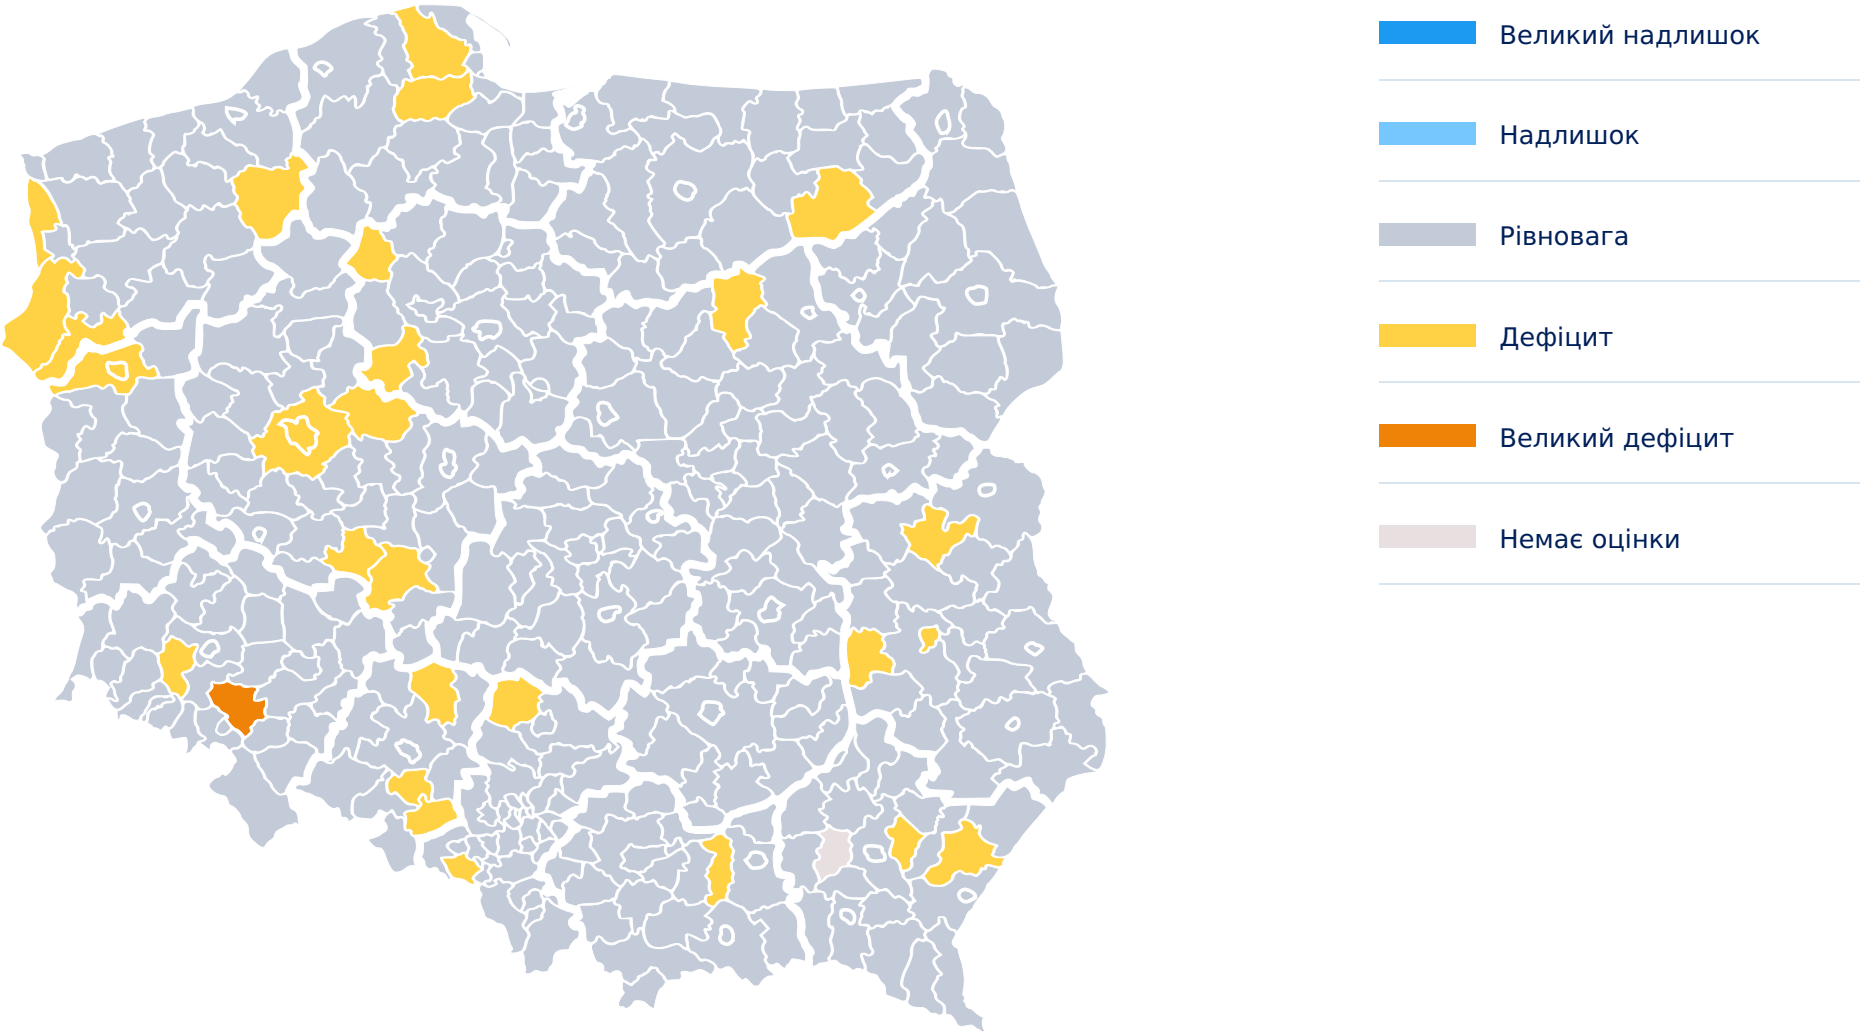 Великий надлишок
Надлишок
Рівновага
Дефіцит
Великий дефіцит
Немає оцінки